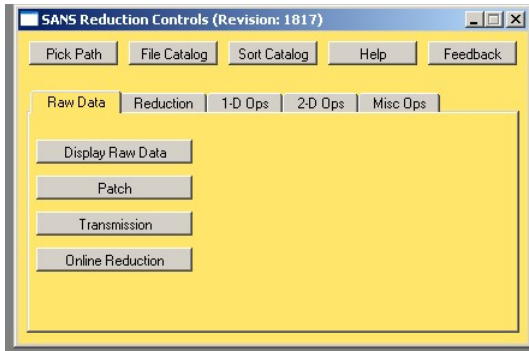 SANS Reduction Controls (Revision: 1817)
Pick Path File Catalog Sort Catalog Help Feedback
Raw Data Reduction 1-D Ops 2-D Ops Misc Ops
Display Raw Data
Patch
Transmission
Online Reduction